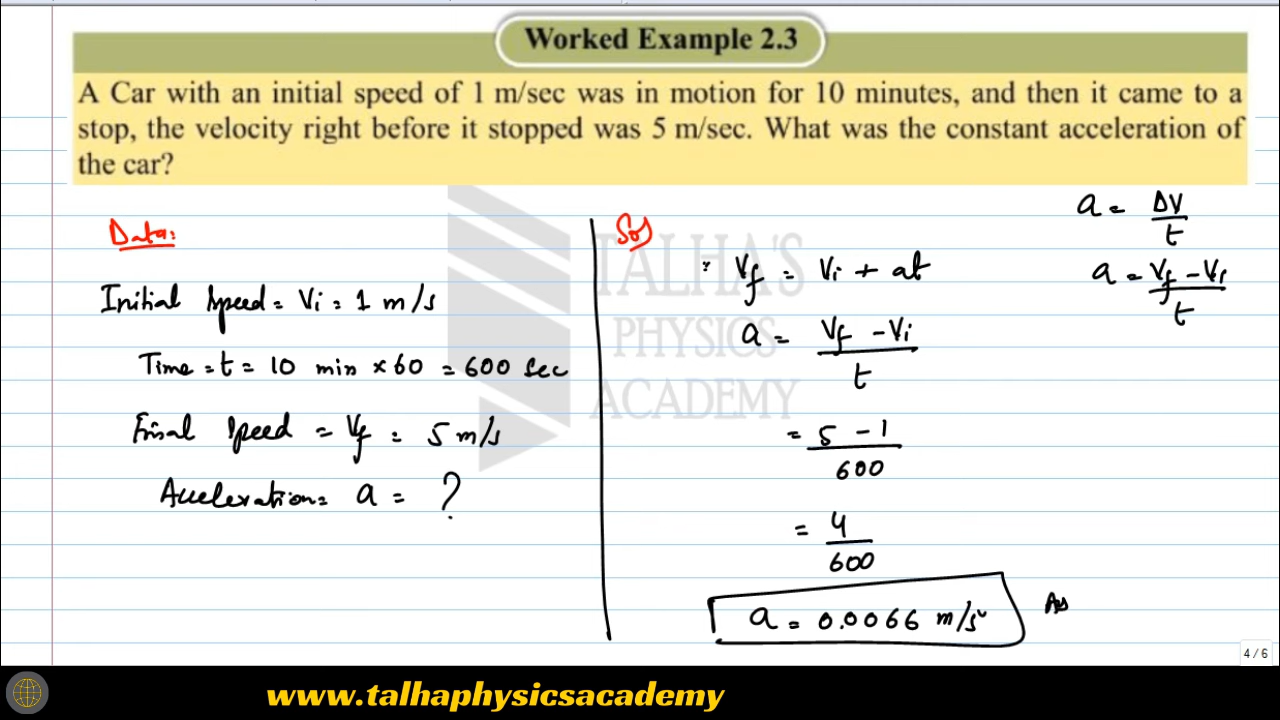 Worked Example 2.3
A Car with an initial speed of 1 m/sec was in motion for 10 minutes, and then it came to a
stop, the velocity right before it stopped was 5 m/sec. What was the constant acceleration of
the car?
Data:
Initial Speed = Vi = 1 m/s
Time = t = 10 min × 60 = 600 Sec
Final Speed = Vf = 5 m/s
Acceleration = a = ?
Sol
Vf = Vi + at
a = Vf - Vi
t
= 5 - 1
600
= 4
600
a = 0.0066 m/s²
Ans
a = ΔV
t
a = Vf - Vi
t
TALHA'S
PHYSICS
ACADEMY
4 / 6
www.talhaphysicsacademy